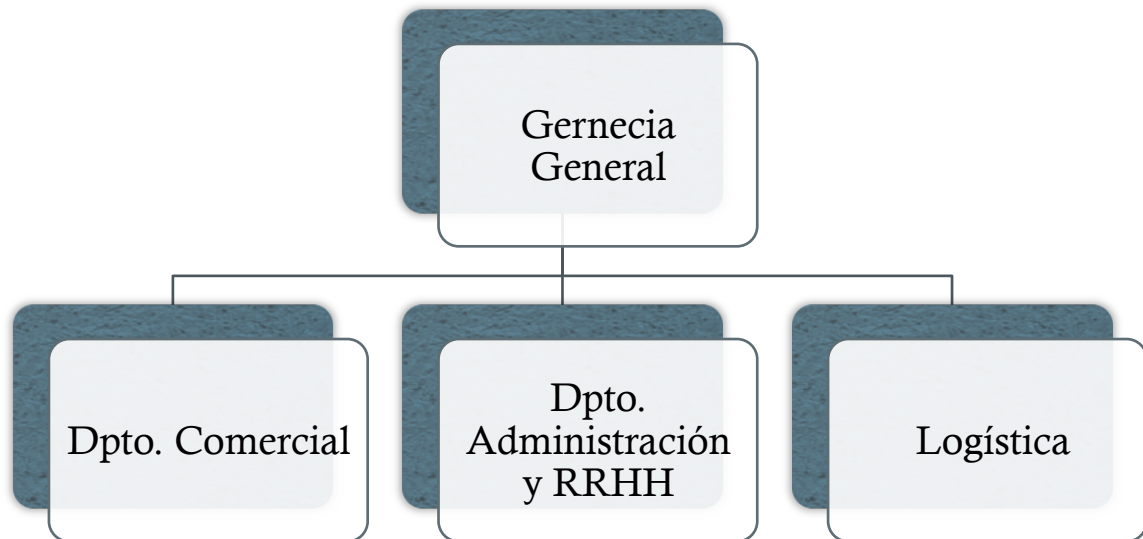 Gernecia
General
Dpto. Comercial
Dpto.
Administración
y RRHH
Logística